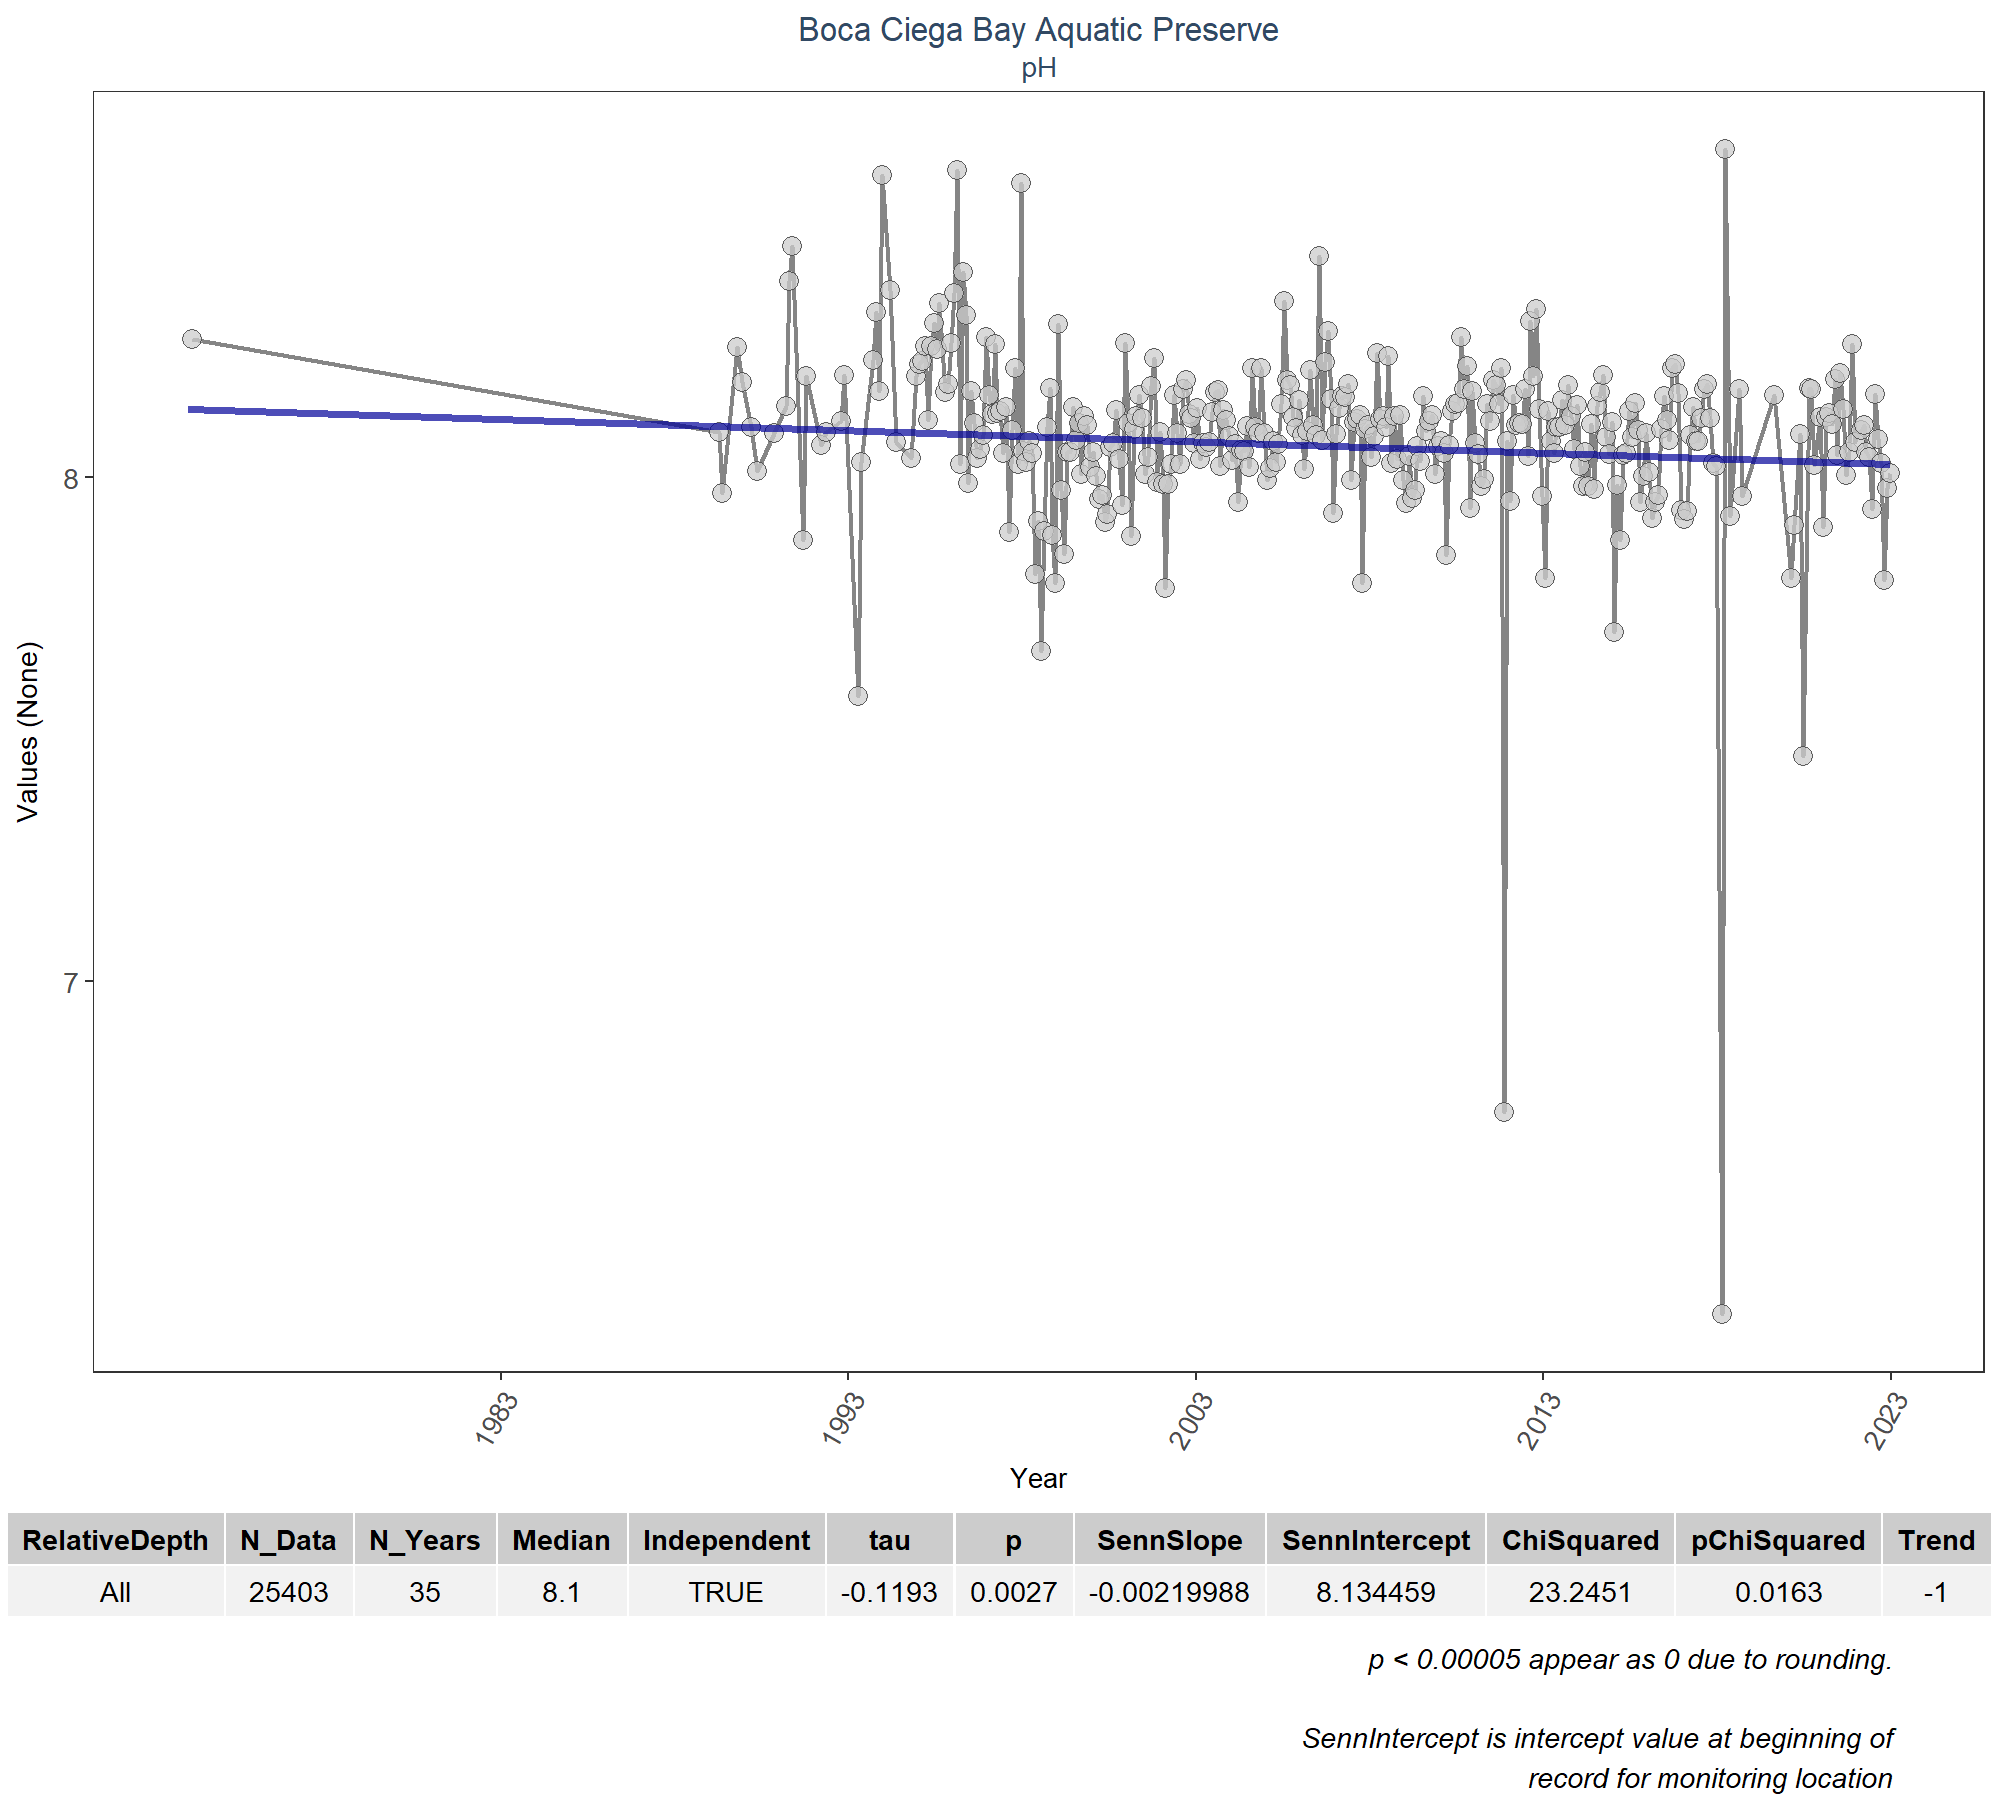 Boca Ciega Bay Aquatic Preserve
pH
8
7
Values (None)
1983
1993
2003
2013
2023
Year
RelativeDepth N_Data N_Years Median Independent tau p SennSlope SennIntercept ChiSquared pChiSquared Trend
All 25403 35 8.1 TRUE -0.1193 0.0027 -0.00219988 8.134459 23.2451 0.0163 -1
p < 0.00005 appear as 0 due to rounding.
SennIntercept is intercept value at beginning of
record for monitoring location